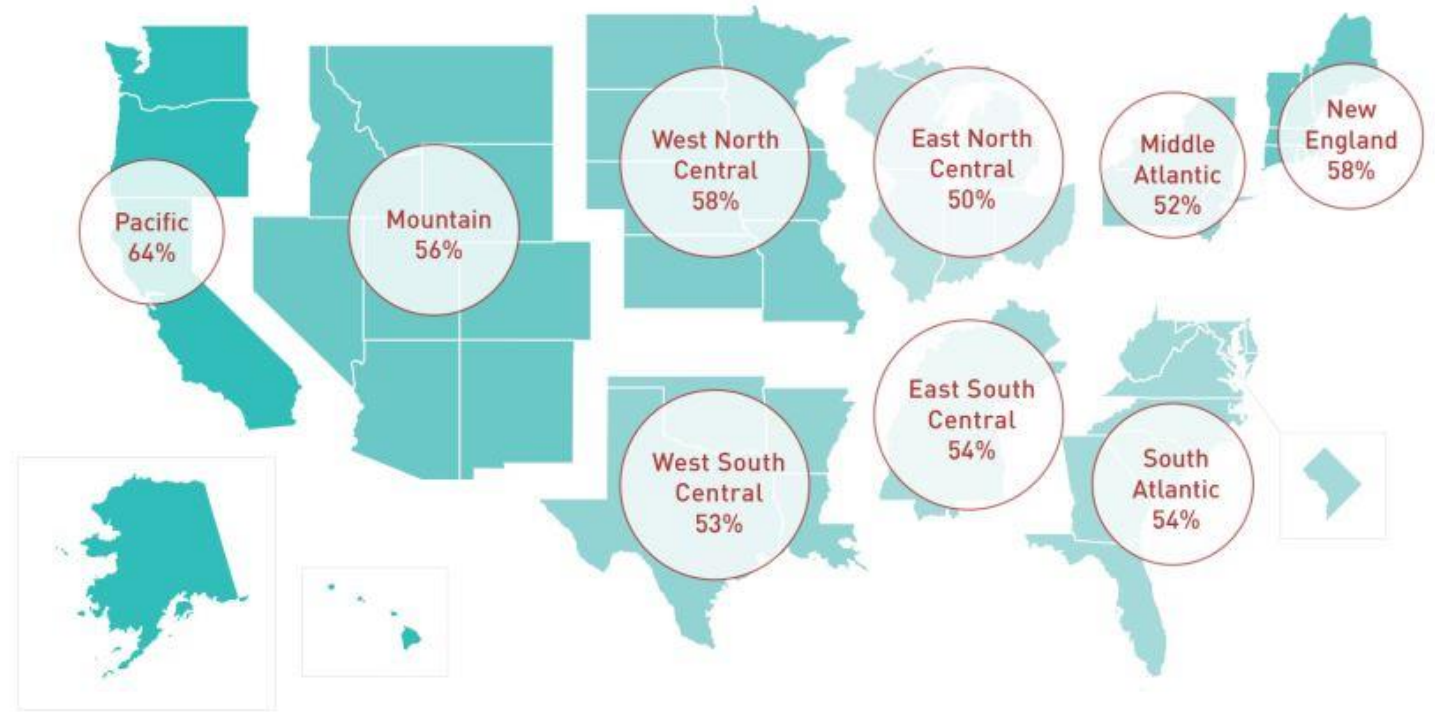 Pacific
64%
Mountain
56%
West North
Central
58%
East North
Central
50%
Middle
Atlantic
52%
New
England
58%
West South
Central
53%
East South
Central
54%
South
Atlantic
54%